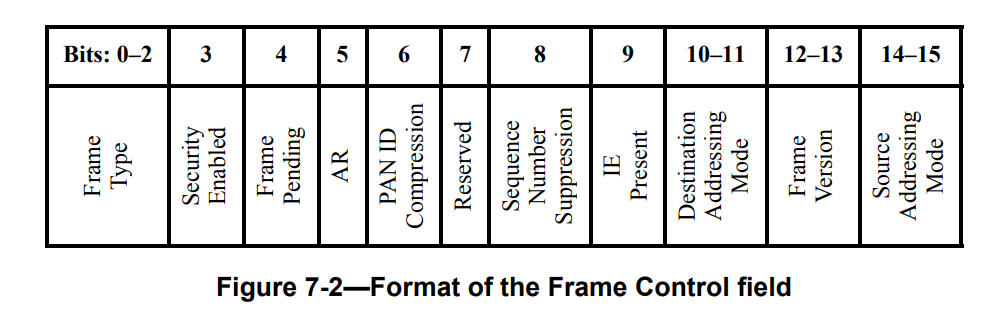 Bits: 0–2 3 4 5 6 7 8 9 10–11 12–13 14–15
Frame
Type
Security
Enabled
Frame
Pending
AR
PAN ID
Compression
Reserved
Sequence
Number
Suppression
IE
Present
Destination
Addressing
Mode
Frame
Version
Source
Addressing
Mode
Figure 7-2—Format of the Frame Control field